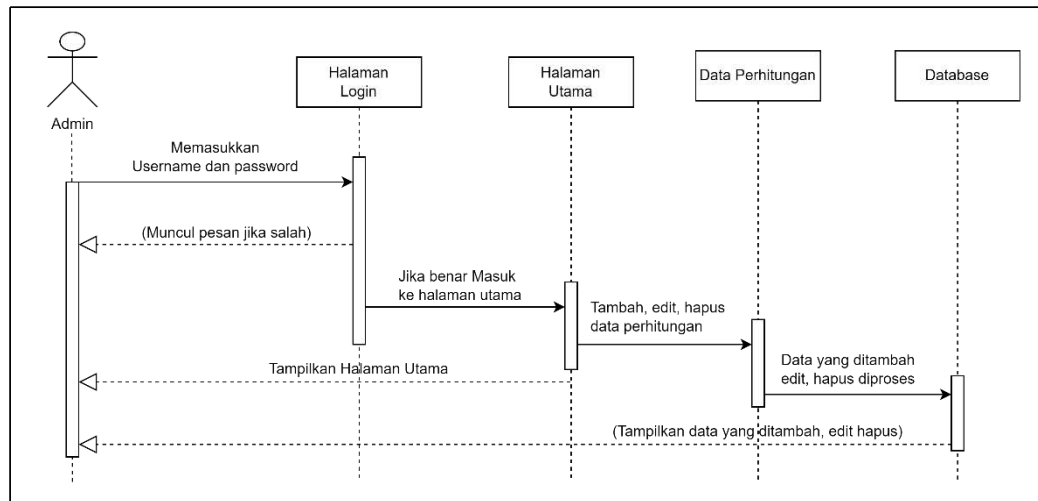 Halaman
Login
Halaman
Utama
Data Perhitungan
Database
Admin
Memasukkan
Username dan password
(Muncul pesan jika salah)
Jika benar Masuk
ke halaman utama
Tambah, edit, hapus
data perhitungan
Tampilkan Halaman Utama
Data yang ditambah
edit, hapus diproses
(Tampilkan data yang ditambah, edit hapus)